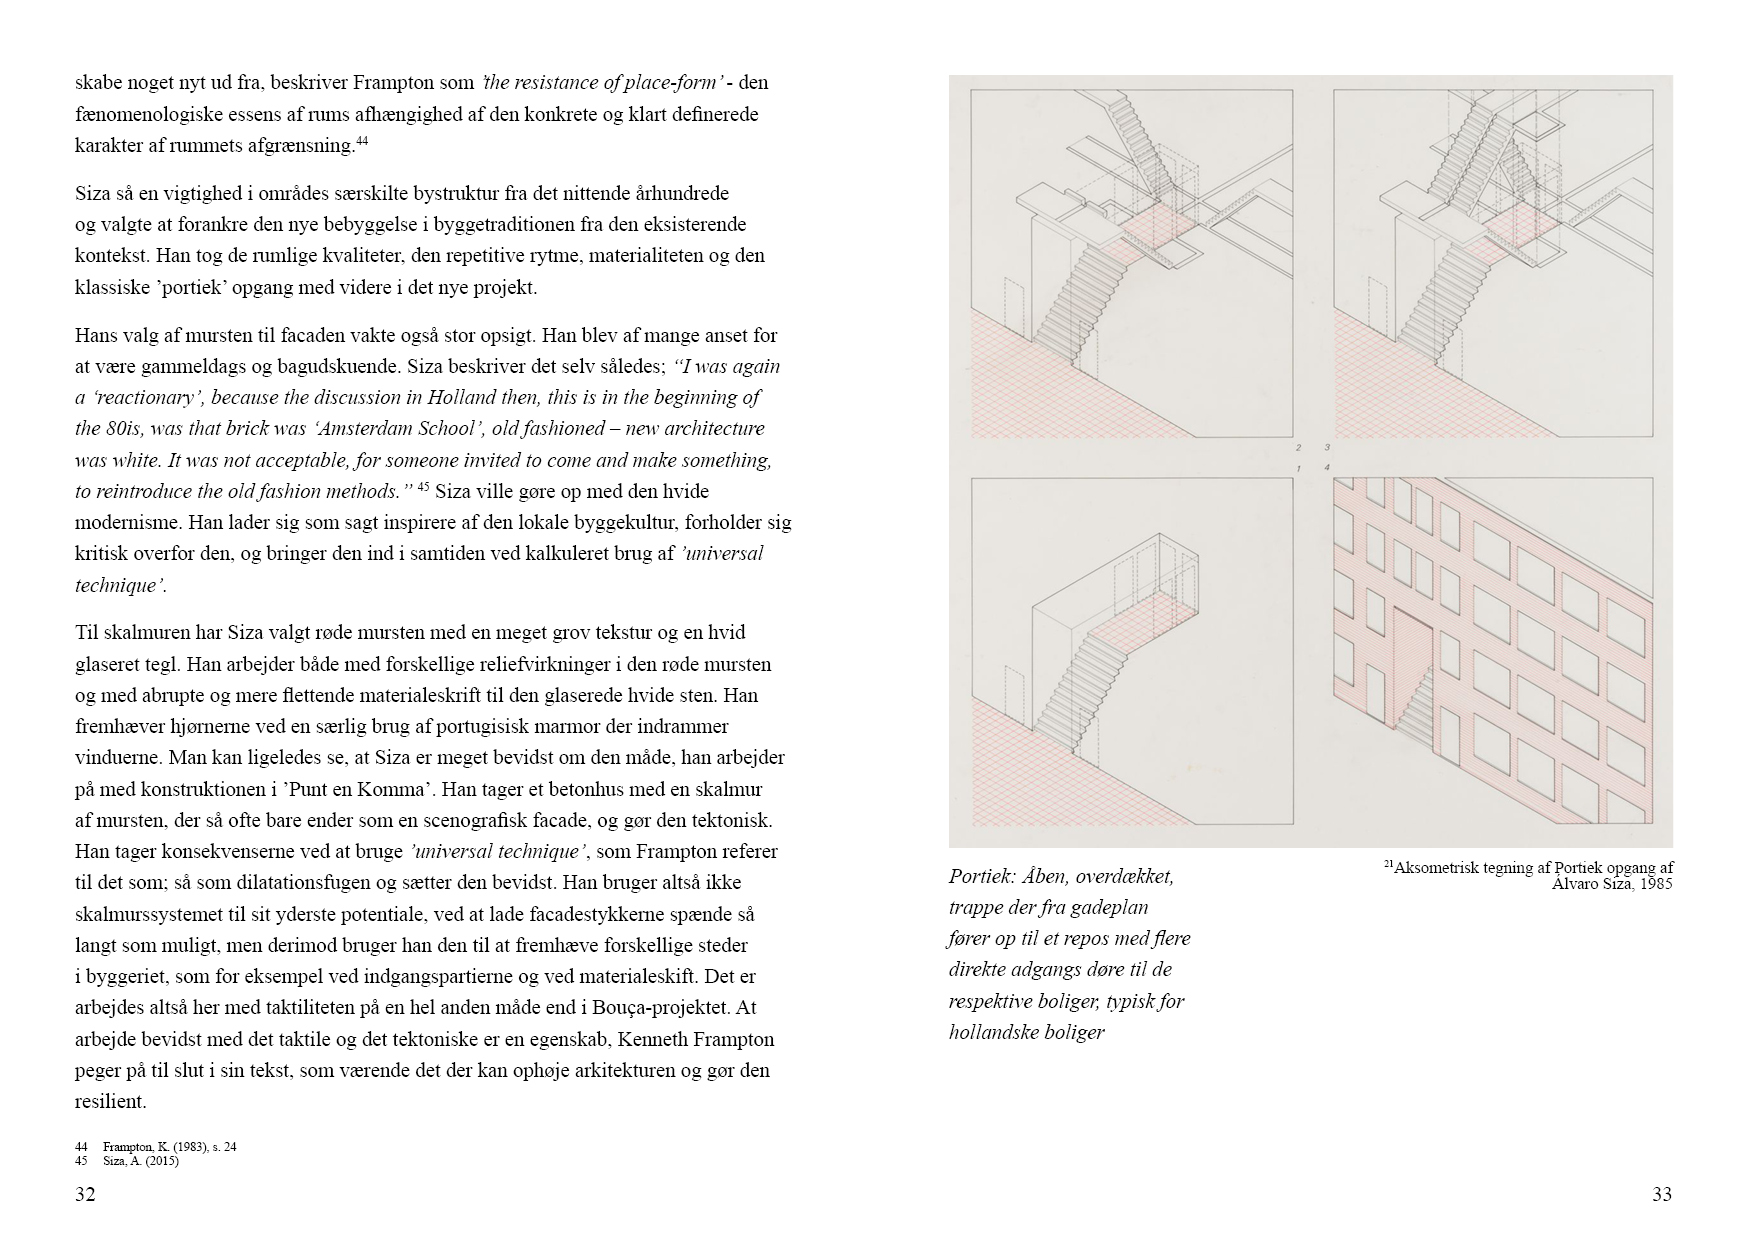 skabe noget nyt ud fra, beskriver Frampton som ’the resistance of place-form’ - den
fænomenologiske essens af rums afhængighed af den konkrete og klart definerede
karakter af rummets afgrænsning.44
Siza så en vigtighed i områdes særskilte bystruktur fra det nittende århundrede
og valgte at forankre den nye bebyggelse i byggetraditionen fra den eksisterende
kontekst. Han tog de rumlige kvaliteter, den repetitive rytme, materialiteten og den
klassiske ’portiek’ opgang med videre i det nye projekt.
Hans valg af mursten til facaden vakte også stor opsigt. Han blev af mange anset for
at være gammeldags og bagudskuende. Siza beskriver det selv således; “I was again
a ‘reactionary’, because the discussion in Holland then, this is in the beginning of
the 80is, was that brick was ‘Amsterdam School’, old fashioned – new architecture
was white. It was not acceptable, for someone invited to come and make something,
to reintroduce the old fashion methods.” 45 Siza ville gøre op med den hvide
modernisme. Han lader sig som sagt inspirere af den lokale byggekultur, forholder sig
kritisk overfor den, og bringer den ind i samtiden ved kalkuleret brug af ’universal
technique’.
Til skalmuren har Siza valgt røde mursten med en meget grov tekstur og en hvid
glaseret tegl. Han arbejder både med forskellige reliefvirkninger i den røde mursten
og med abrupte og mere flettende materialeskrift til den glaserede hvide sten. Han
fremhæver hjørnerne ved en særlig brug af portugisisk marmor der indrammer
vinduerne. Man kan ligeledes se, at Siza er meget bevidst om den måde, han arbejder
på med konstruktionen i ’Punt en Komma’. Han tager et betonhus med en skalmur
af mursten, der så ofte bare ender som en scenografisk facade, og gør den tektonisk.
Han tager konsekvenserne ved at bruge ’universal technique’, som Frampton referer
til det som; så som dilatationsfugen og sætter den bevidst. Han bruger altså ikke
skalmurssystemet til sit yderste potentiale, ved at lade facadestykkerne spænde så
langt som muligt, men derimod bruger han den til at fremhæve forskellige steder
i byggeriet, som for eksempel ved indgangspartierne og ved materialeskift. Det er
arbejdes altså her med taktiliteten på en hel anden måde end i Bouça-projektet. At
arbejde bevidst med det taktile og det tektoniske er en egenskab, Kenneth Frampton
peger på til slut i sin tekst, som værende det der kan ophøje arkitekturen og gør den
resilient.
44 Frampton, K. (1983), s. 24
45 Siza, A. (2015)
32
2 3
1 4
Portiek: Åben, overdækket,
trappe der fra gadeplan
fører op til et repos med flere
direkte adgangs døre til de
respektive boliger, typisk for
hollandske boliger
21Aksometrisk tegning af Portiek opgang af
Álvaro Siza, 1985
33